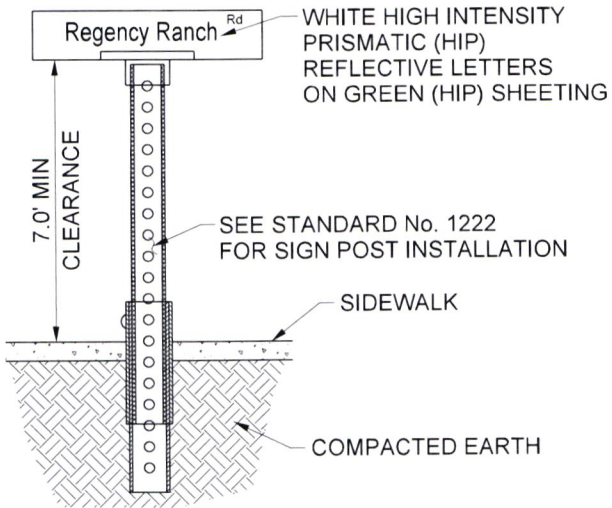 Regency Ranch Rd
WHITE HIGH INTENSITY
PRISMATIC (HIP)
REFLECTIVE LETTERS
ON GREEN (HIP) SHEETING
7.0' MIN
CLEARANCE
SEE STANDARD No. 1222
FOR SIGN POST INSTALLATION
SIDEWALK
COMPACTED EARTH